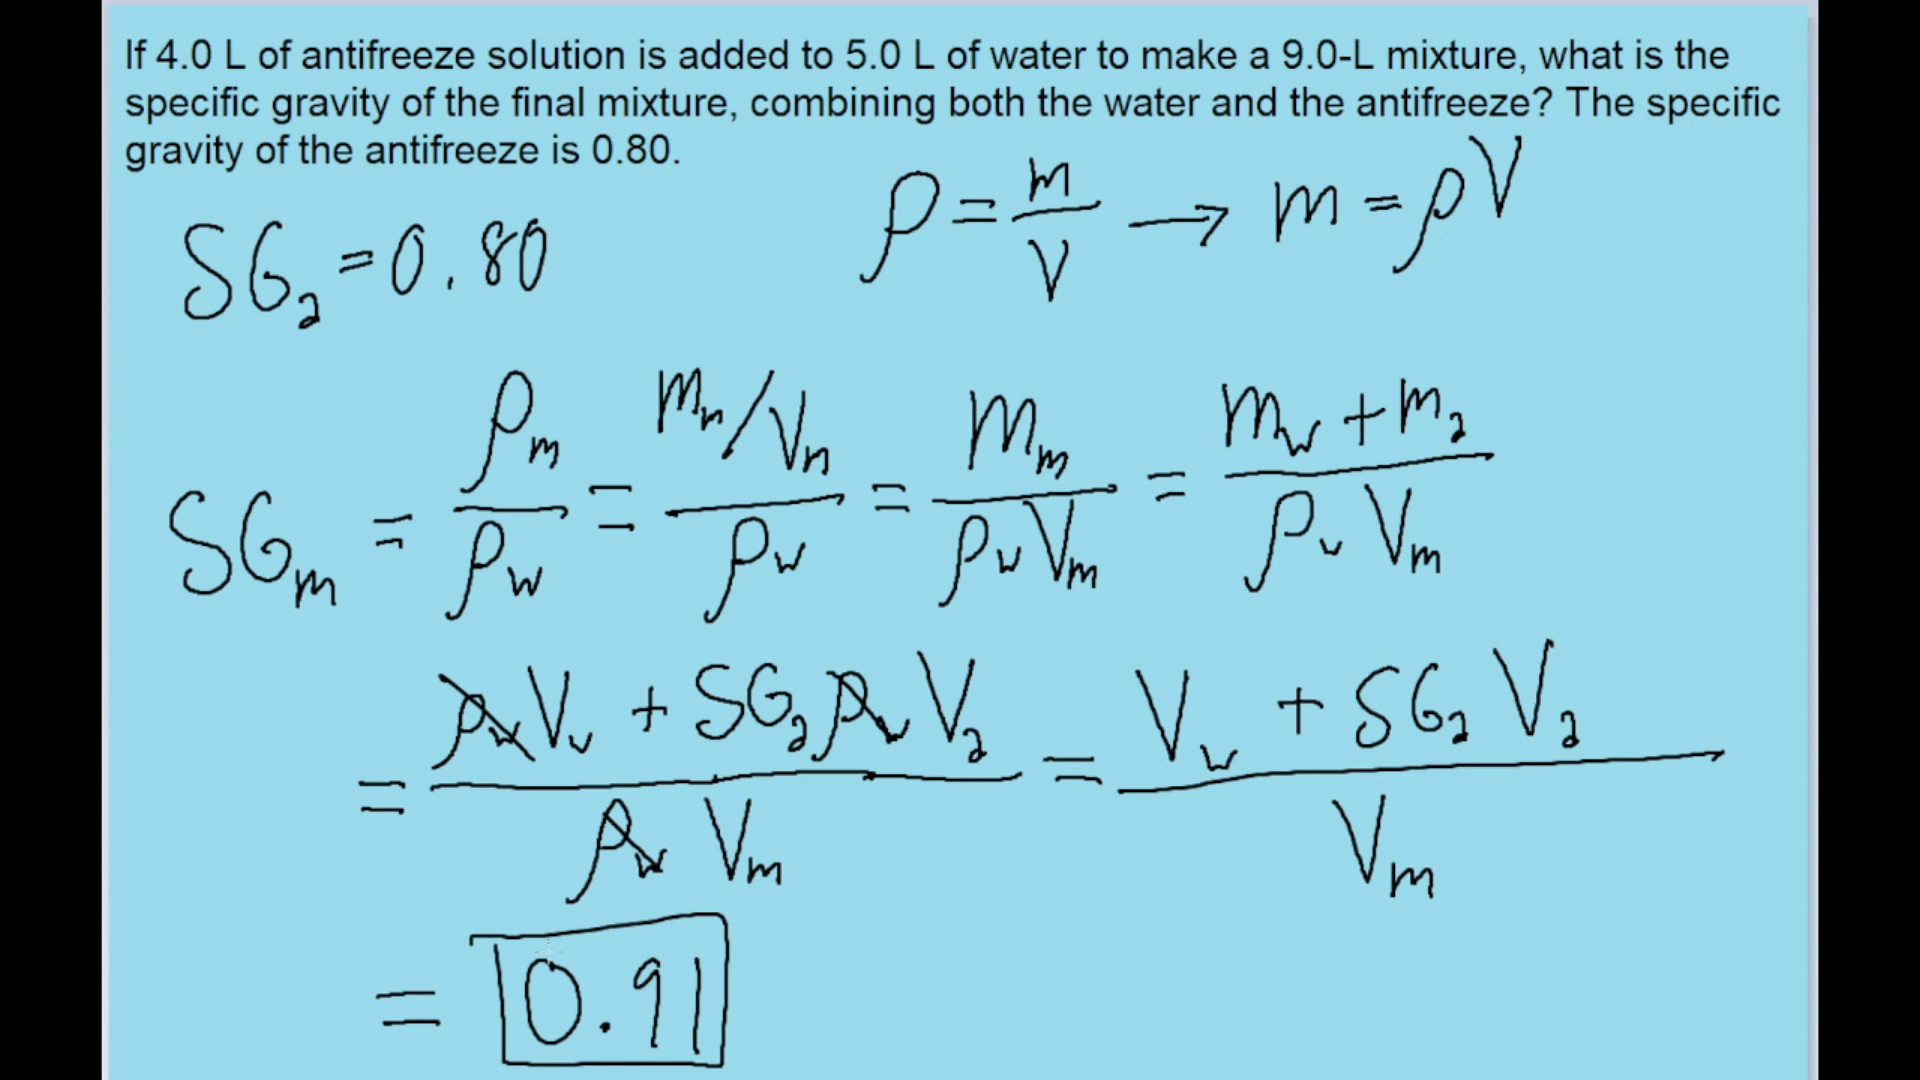 If 4.0 L of antifreeze solution is added to 5.0 L of water to make a 9.0-L mixture, what is the
specific gravity of the final mixture, combining both the water and the antifreeze? The specific
gravity of the antifreeze is 0.80.
ρ = m/V → m = ρV
SG₂ = 0.80
SGₘ = ρₘ/ρ_w = (mₘ/Vₘ)/ρ_w = mₘ/(ρ_w Vₘ) = (m_w + m₂)/(ρ_w Vₘ)
= (ρ_w V_w + SG₂ ρ_w V₂)/(ρ_w Vₘ) = (V_w + SG₂ V₂)/Vₘ
= 0.91